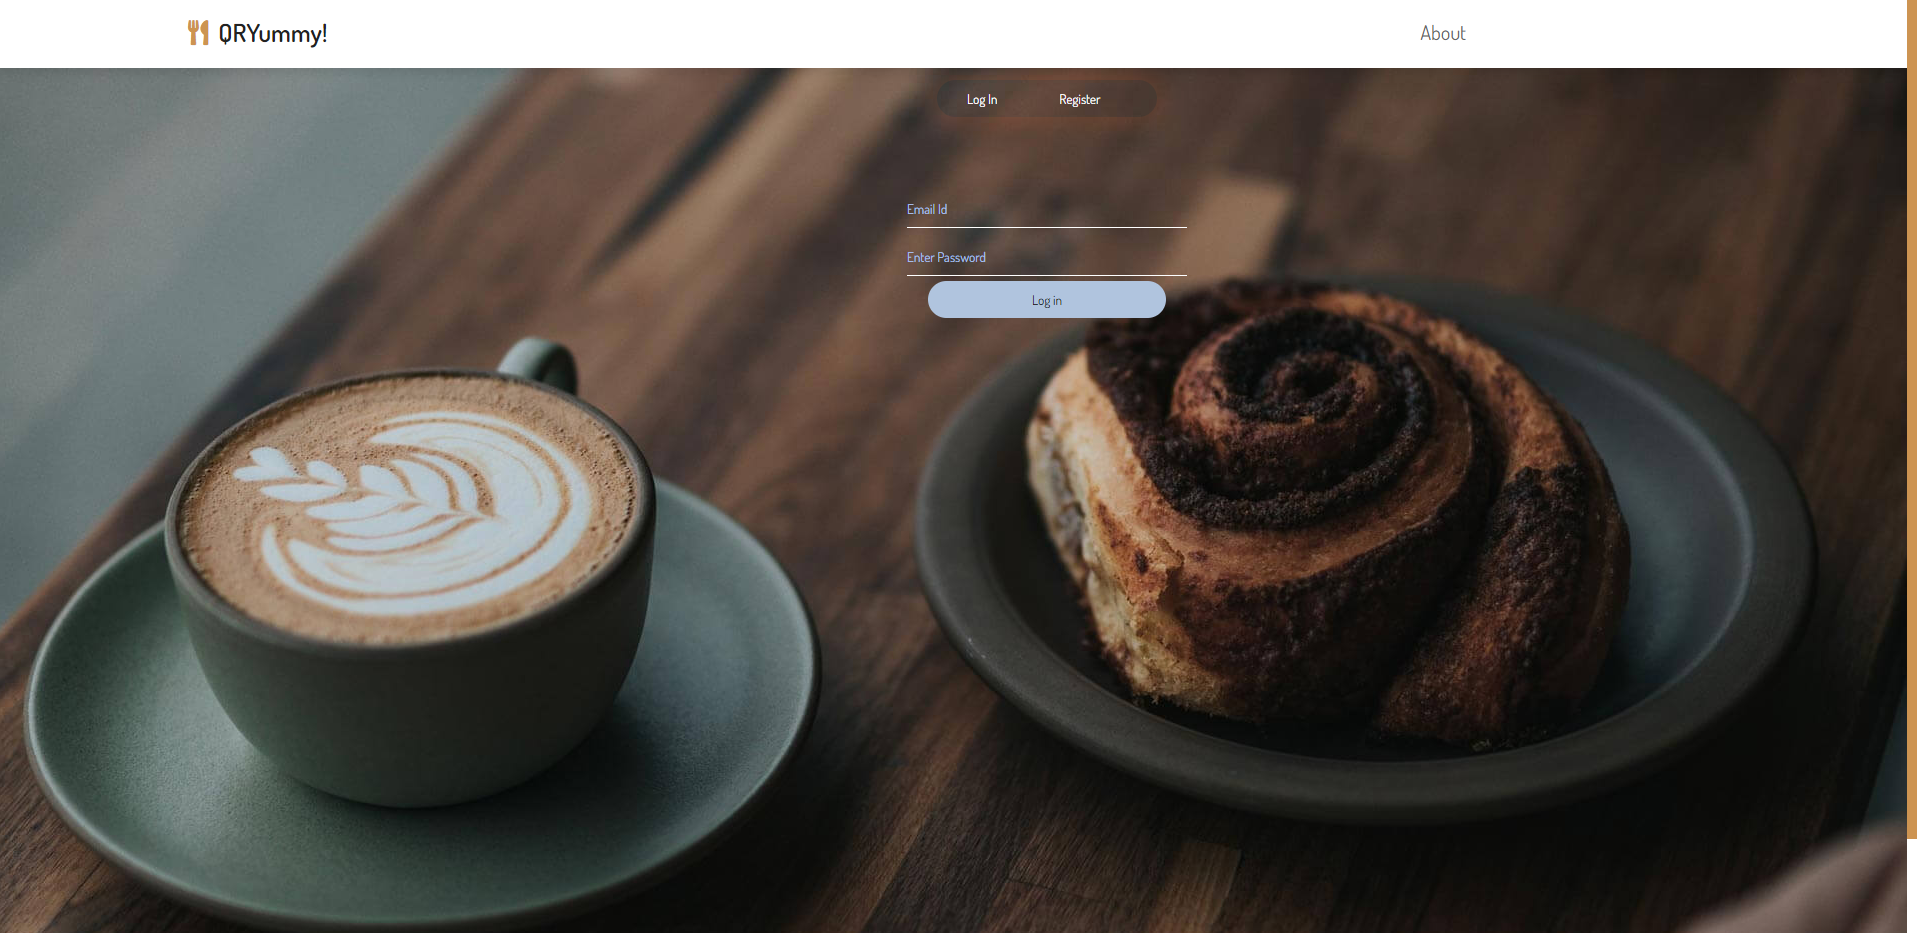 QRYummy!
About
Log In
Register
Email Id
Enter Password
Log in